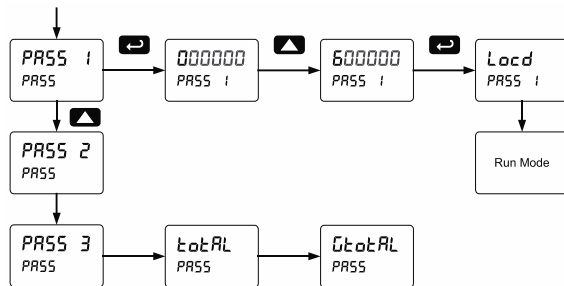 PASS 1
PASS
000000
PASS 1
600000
PASS 1
Locd
PASS 1
PASS 2
PASS
Run Mode
PASS 3
PASS
totAL
PASS
GtotAL
PASS